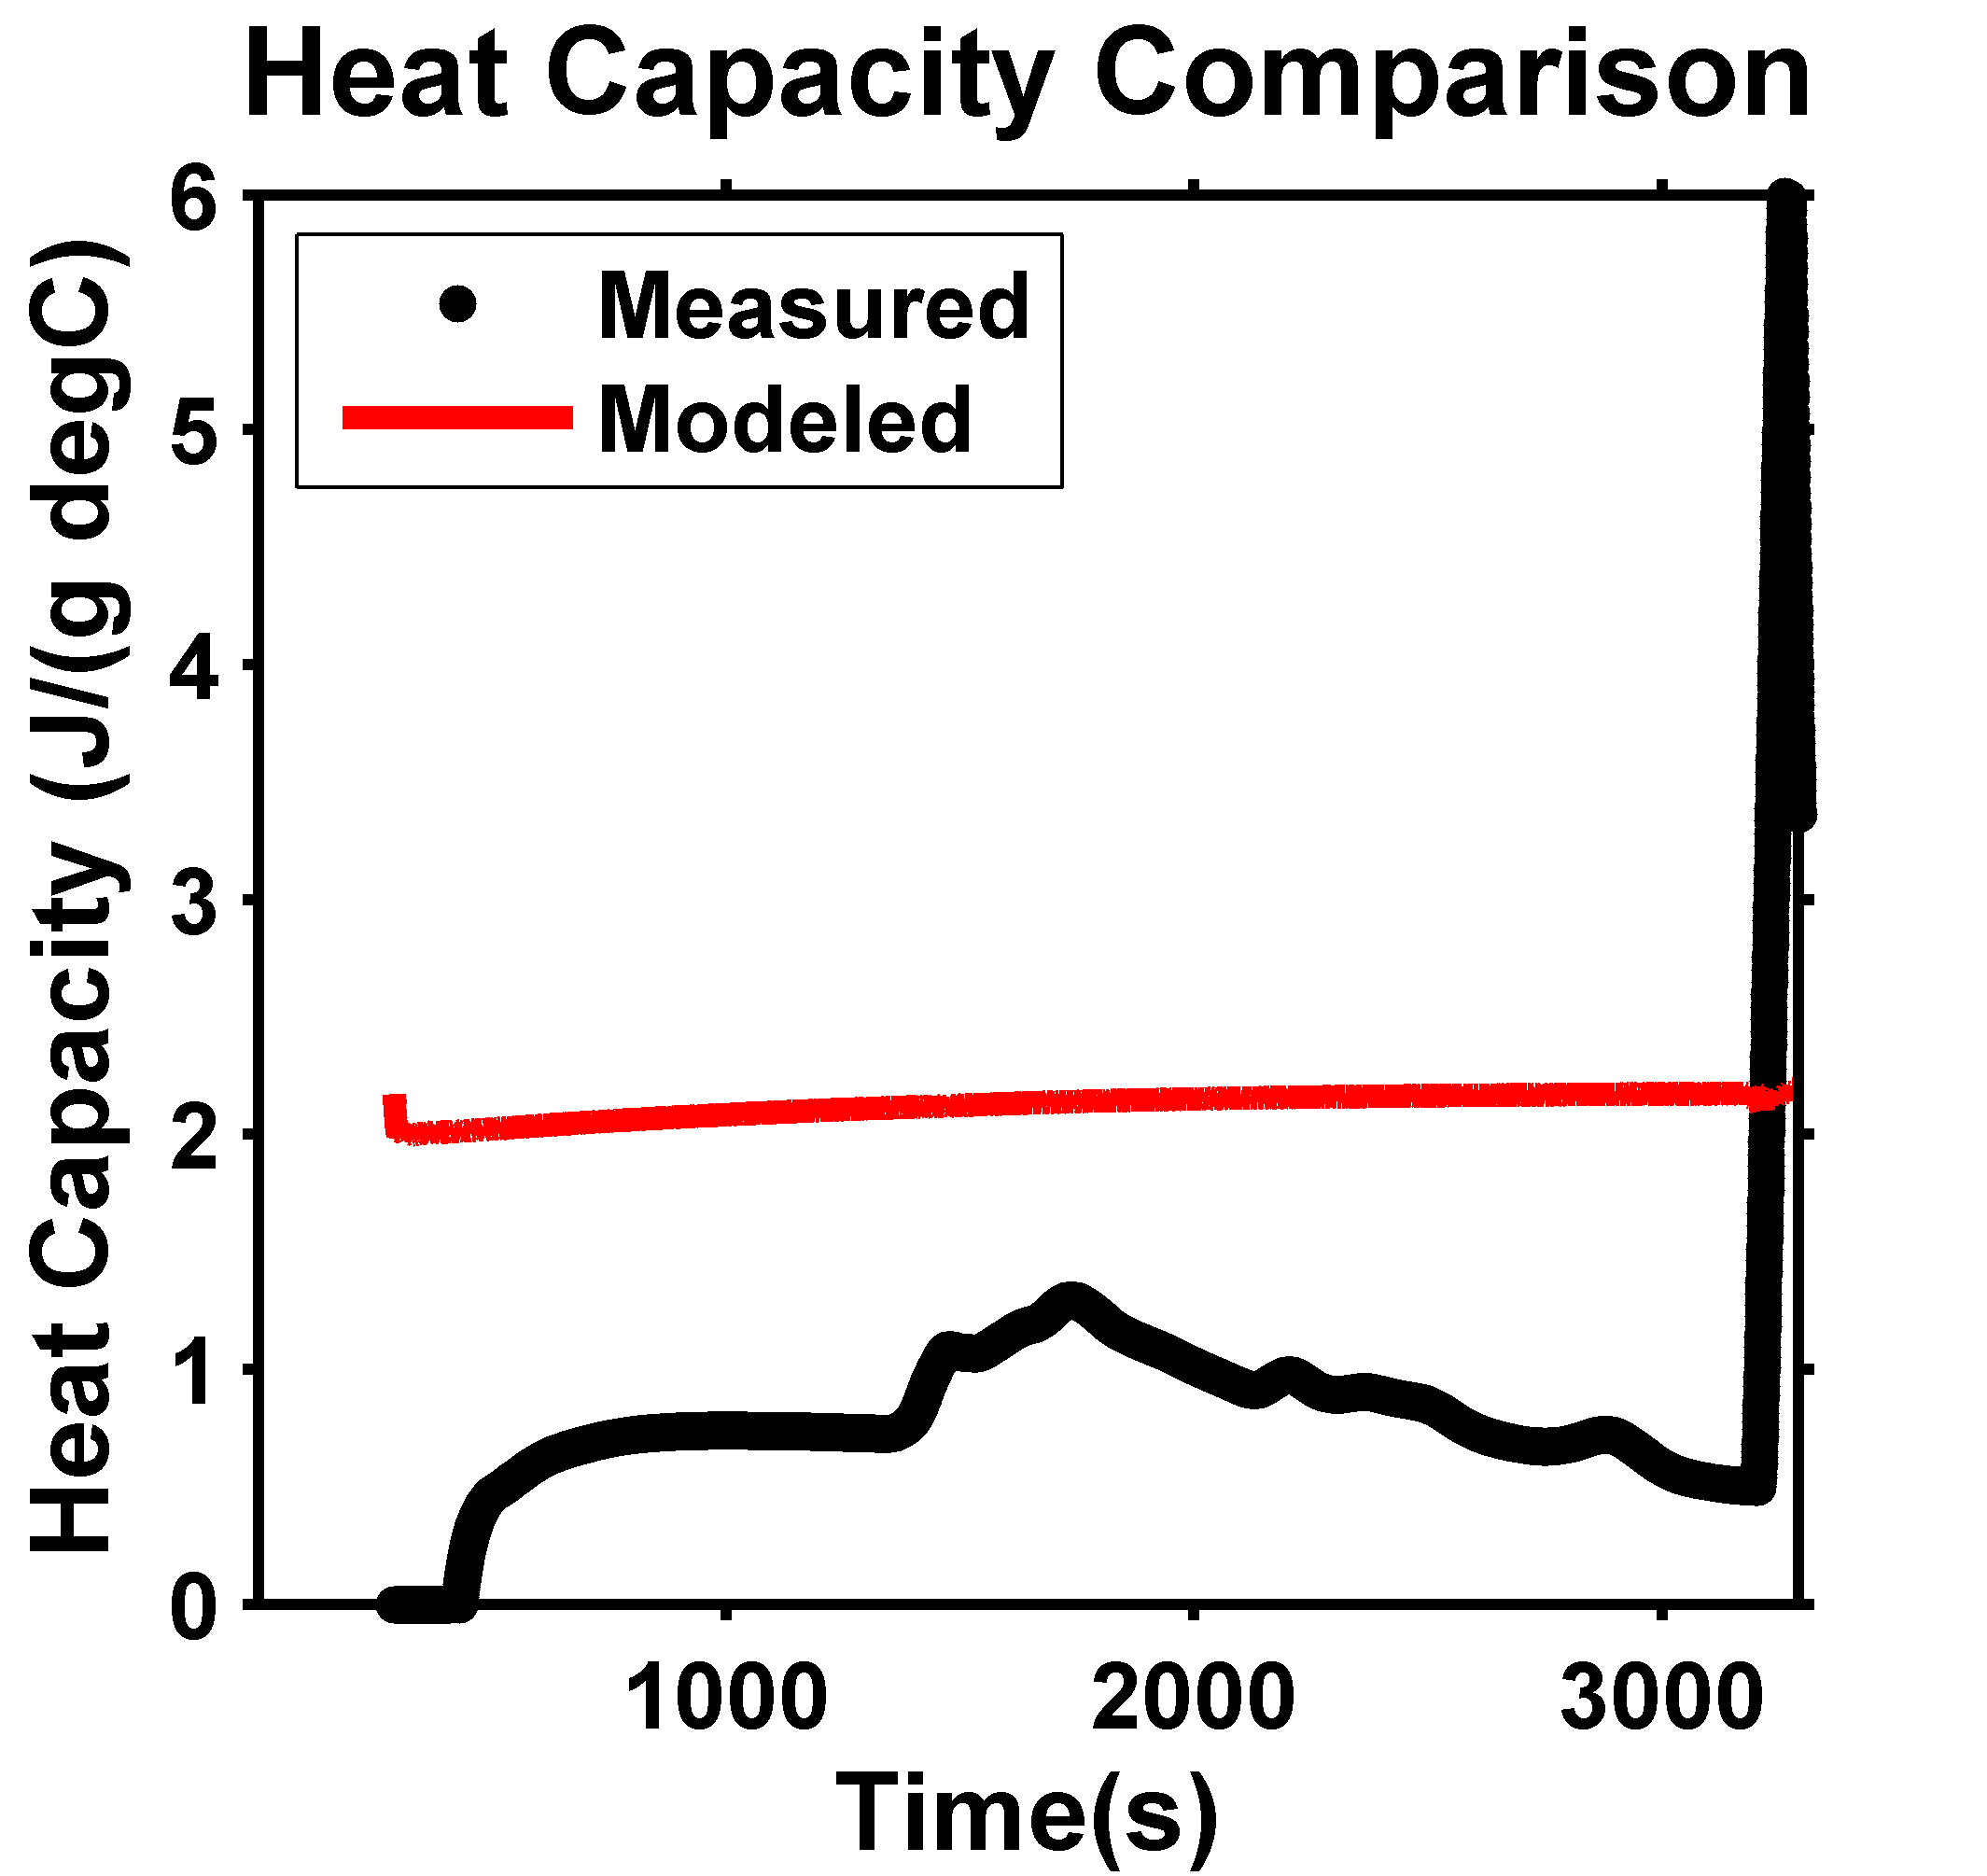 Heat Capacity Comparison
6
5
4
3
2
1
0
Heat Capacity (J/(g degC)
Measured
Modeled
1000 2000 3000
Time(s)